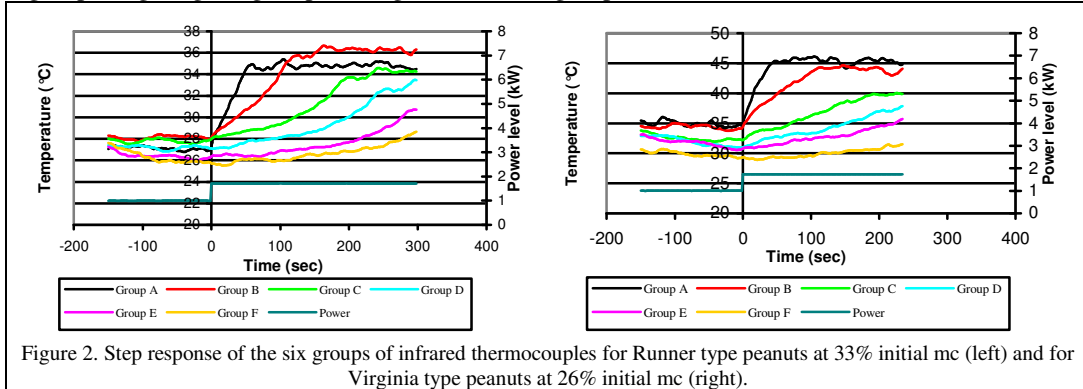 38
36
34
32
30
28
26
24
22
20
Temperature (°C)
8
7
6
5
4
3
2
1
0
Power level (kW)
-200 -100 0 100 200 300 400
Time (sec)
Group A Group B Group C Group D
Group E Group F Power
50
45
40
35
30
25
20
Temperature (°C)
8
7
6
5
4
3
2
1
0
Power level (kW)
-200 -100 0 100 200 300 400
Time (sec)
Group A Group B Group C Group D
Group E Group F Power
Figure 2. Step response of the six groups of infrared thermocouples for Runner type peanuts at 33% initial mc (left) and for
Virginia type peanuts at 26% initial mc (right).